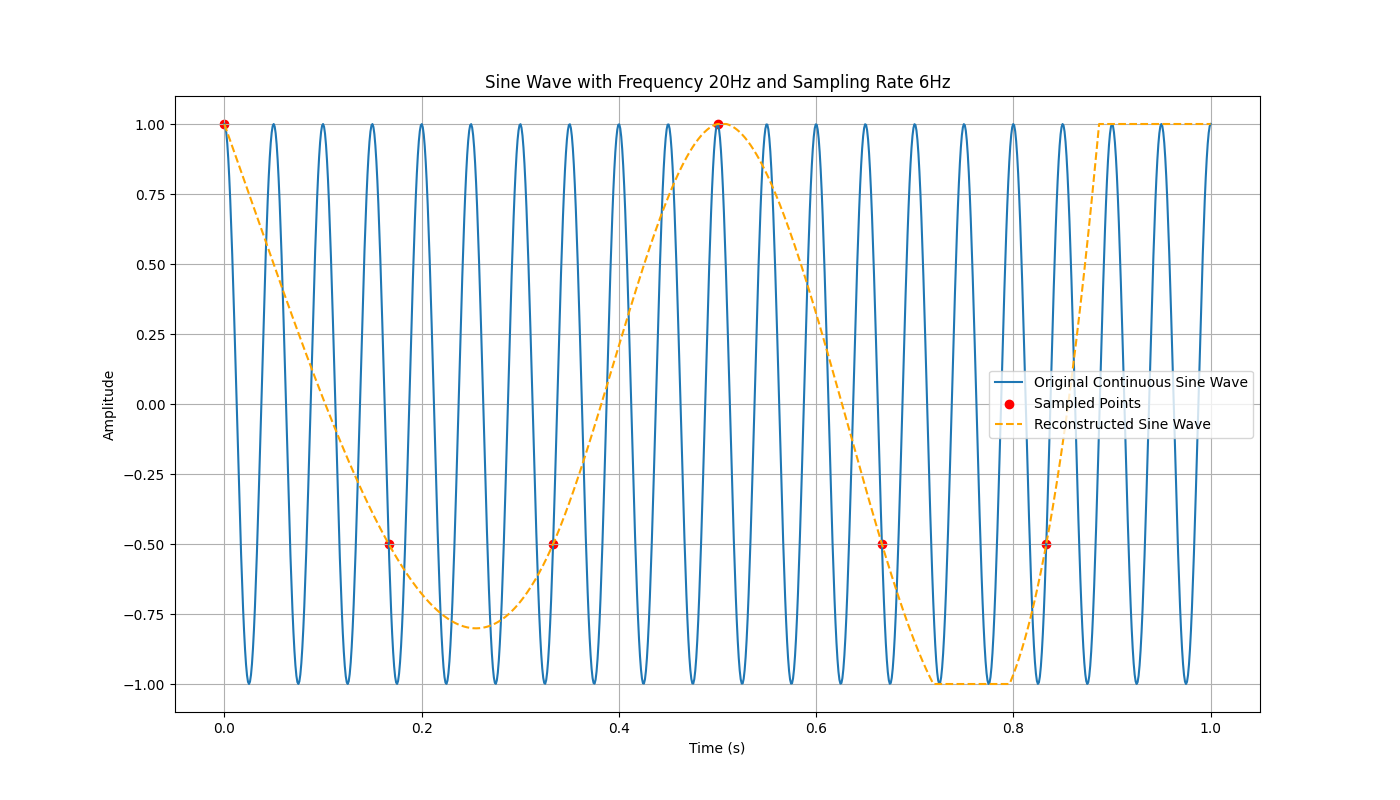 Sine Wave with Frequency 20Hz and Sampling Rate 6Hz
1.00
0.75
0.50
0.25
0.00
−0.25
−0.50
−0.75
−1.00
Amplitude
Original Continuous Sine Wave
Sampled Points
Reconstructed Sine Wave
0.0 0.2 0.4 0.6 0.8 1.0
Time (s)